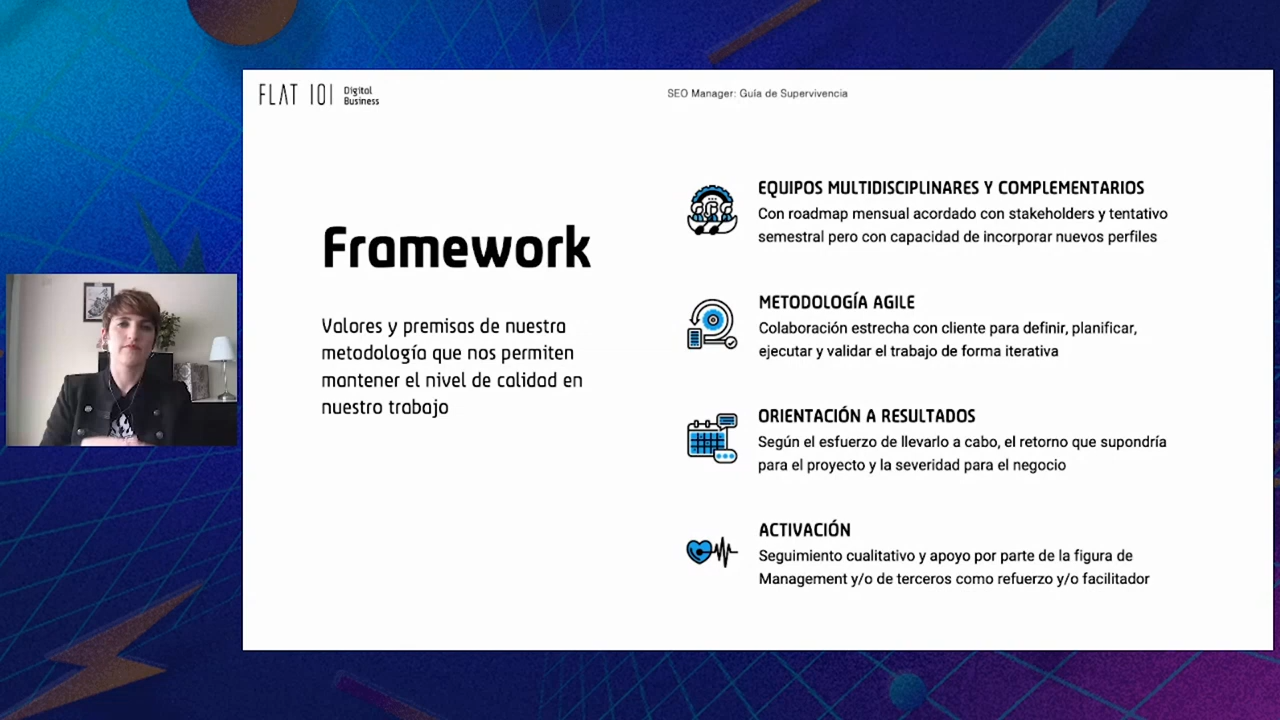 FLAT 101 Digital Business
SEO Manager: Guía de Supervivencia
Framework
Valores y premisas de nuestra
metodología que nos permiten
mantener el nivel de calidad en
nuestro trabajo
EQUIPOS MULTIDISCIPLINARES Y COMPLEMENTARIOS
Con roadmap mensual acordado con stakeholders y tentativo
semestral pero con capacidad de incorporar nuevos perfiles
METODOLOGÍA AGILE
Colaboración estrecha con cliente para definir, planificar,
ejecutar y validar el trabajo de forma iterativa
ORIENTACIÓN A RESULTADOS
Según el esfuerzo de llevarlo a cabo, el retorno que supondría
para el proyecto y la severidad para el negocio
ACTIVACIÓN
Seguimiento cualitativo y apoyo por parte de la figura de
Management y/o de terceros como refuerzo y/o facilitador